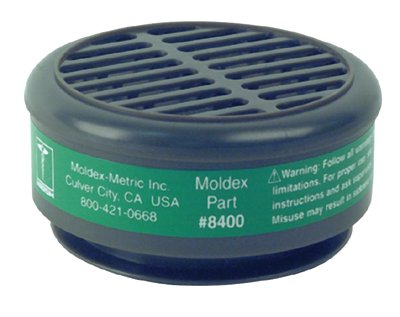 Moldex-Metric Inc.
Culver City, CA  USA
800-421-0668
Moldex
Part
#8400
Warning: Follow all
limitations. For proper
instructions and ask
Misuse may result in